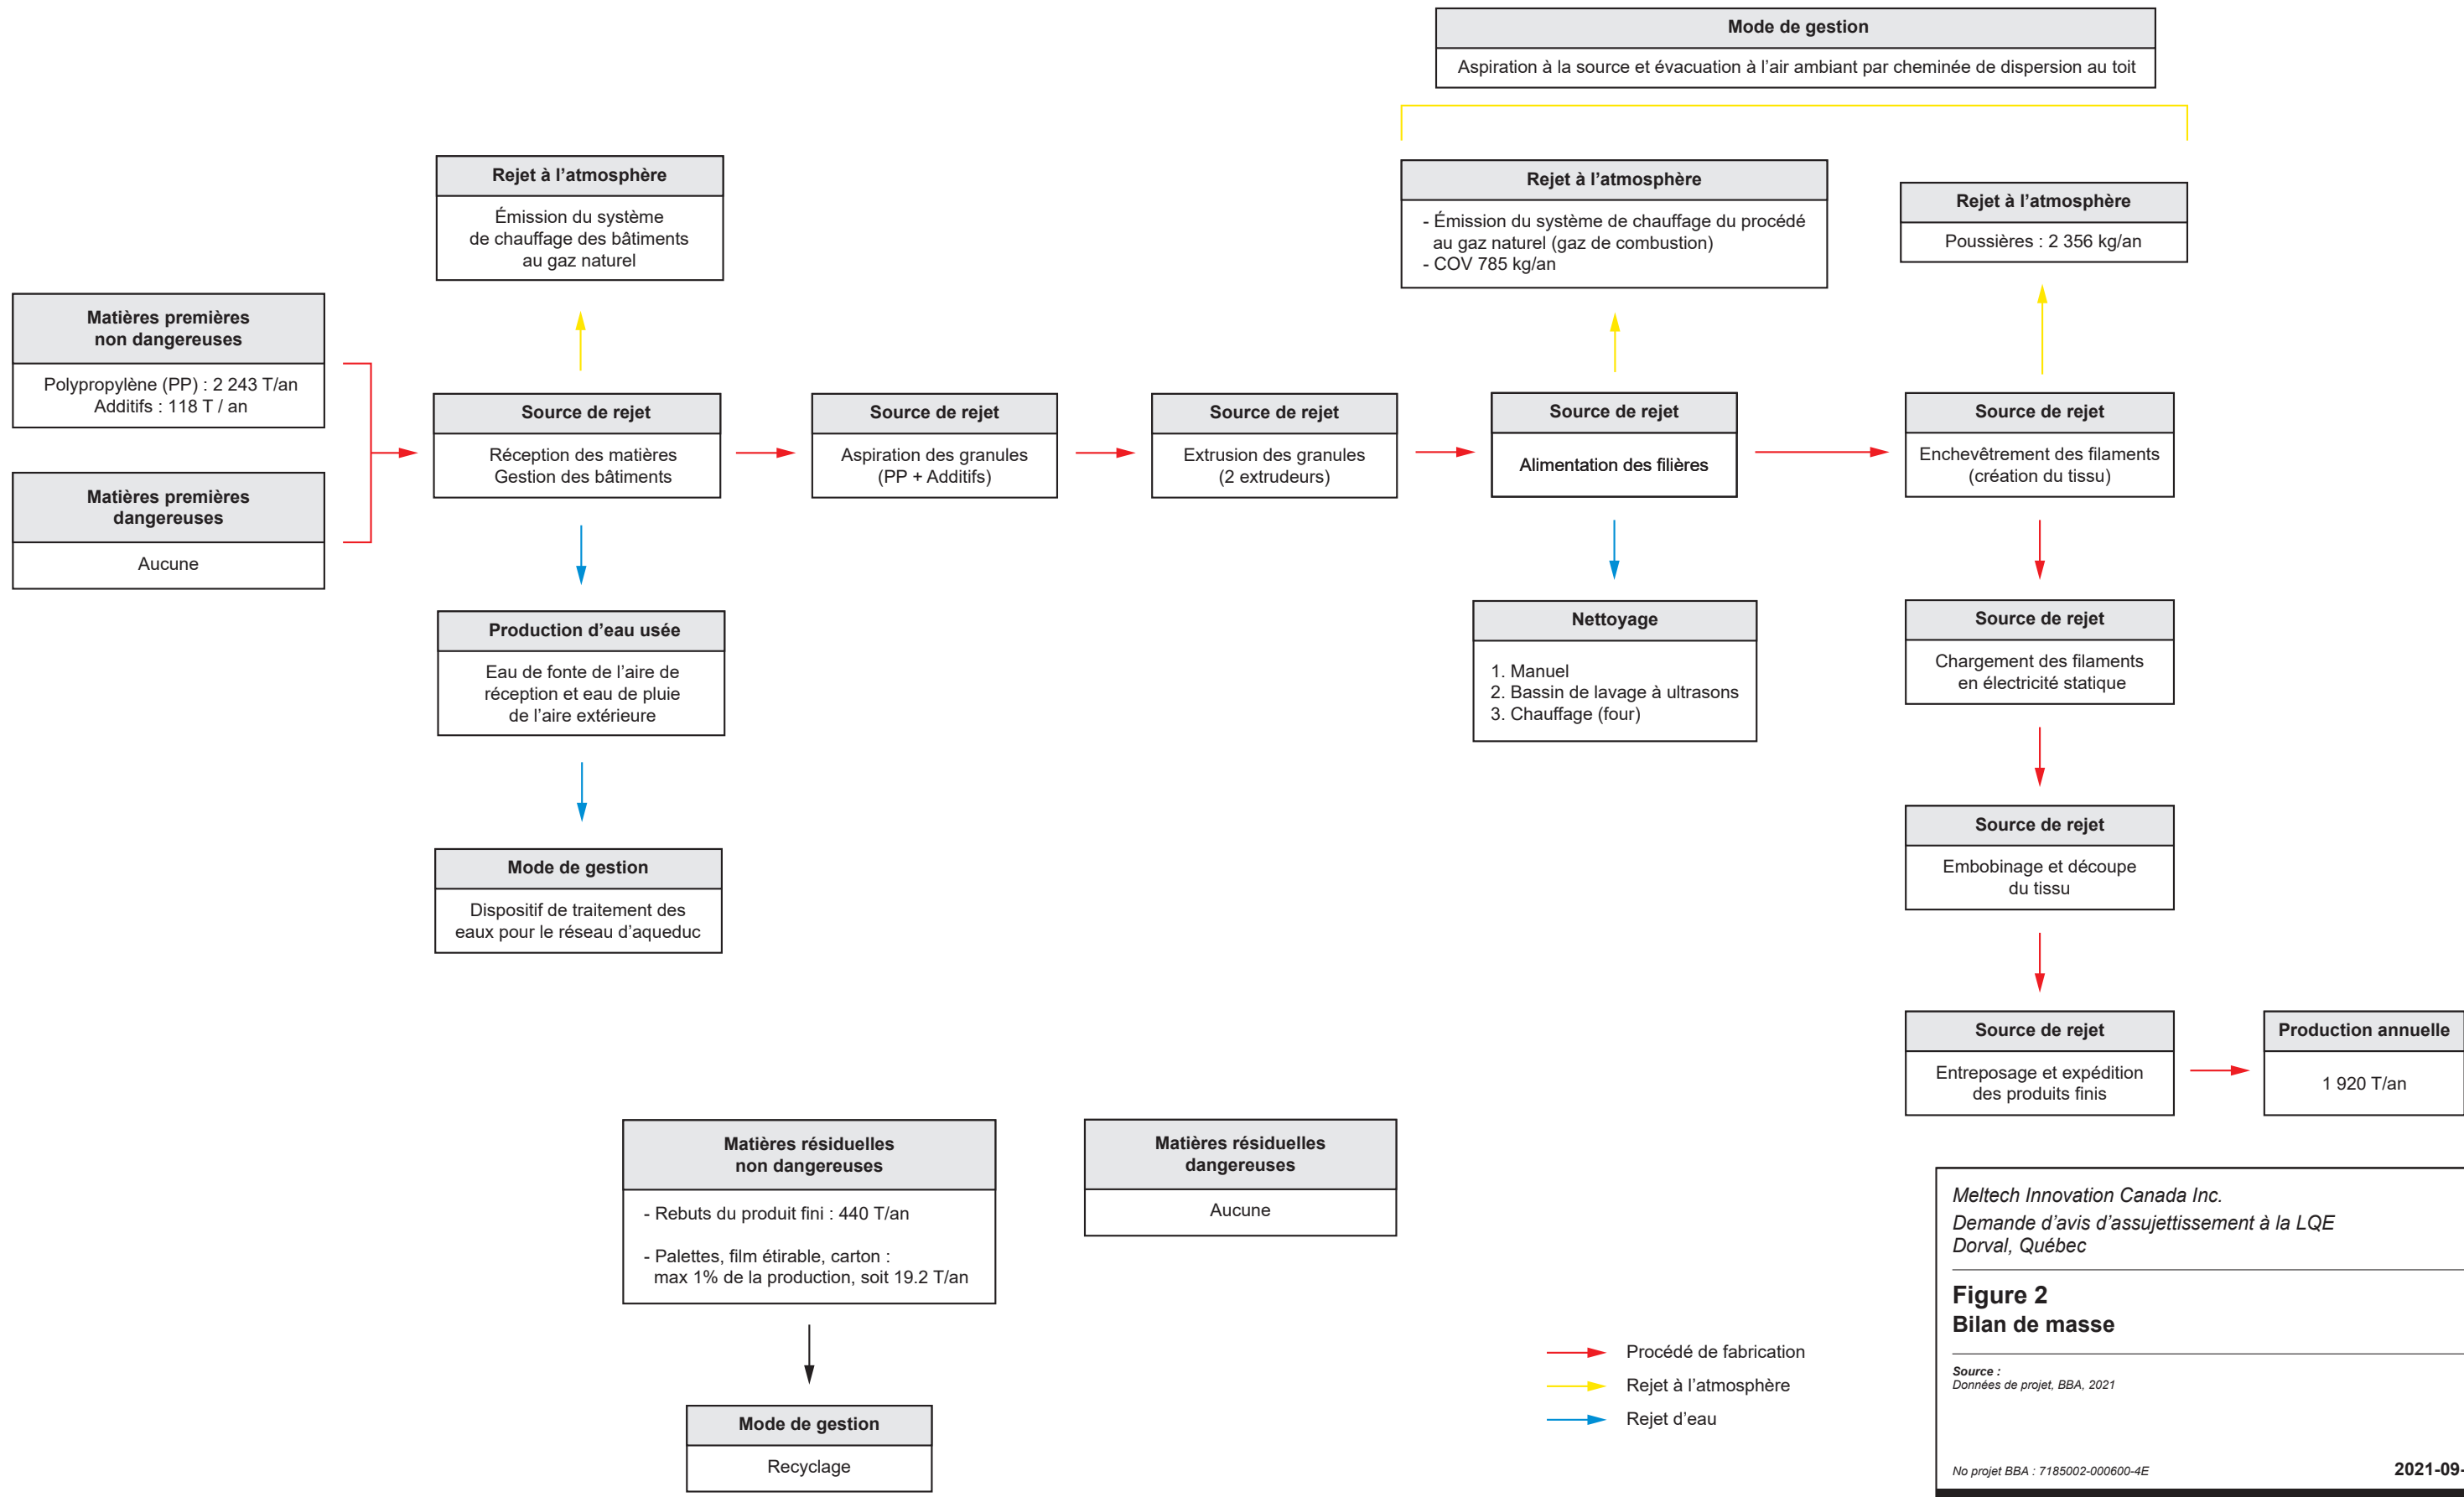 Mode de gestion
Aspiration à la source et évacuation à l'air ambiant par cheminée de dispersion au toit
Rejet à l'atmosphère
Émission du système
de chauffage des bâtiments
au gaz naturel
Rejet à l'atmosphère
- Émission du système de chauffage du procédé
au gaz naturel (gaz de combustion)
- COV 785 kg/an
Rejet à l'atmosphère
Poussières : 2 356 kg/an
Matières premières
non dangereuses
Polypropylène (PP) : 2 243 T/an
Additifs : 118 T / an
Matières premières
dangereuses
Aucune
Source de rejet
Réception des matières
Gestion des bâtiments
Source de rejet
Aspiration des granules
(PP + Additifs)
Source de rejet
Extrusion des granules
(2 extrudeurs)
Source de rejet
Alimentation des filières
Source de rejet
Enchevêtrement des filaments
(création du tissu)
Production d'eau usée
Eau de fonte de l'aire de
réception et eau de pluie
de l'aire extérieure
Nettoyage
1. Manuel
2. Bassin de lavage à ultrasons
3. Chauffage (four)
Source de rejet
Chargement des filaments
en électricité statique
Mode de gestion
Dispositif de traitement des
eaux pour le réseau d'aqueduc
Source de rejet
Embobinage et découpe
du tissu
Source de rejet
Entreposage et expédition
des produits finis
Production annuelle
1 920 T/an
Matières résiduelles
non dangereuses
- Rebuts du produit fini : 440 T/an
- Palettes, film étirable, carton :
max 1% de la production, soit 19.2 T/an
Matières résiduelles
dangereuses
Aucune
Mode de gestion
Recyclage
Procédé de fabrication
Rejet à l'atmosphère
Rejet d'eau
Meltech Innovation Canada Inc.
Demande d'avis d'assujettissement à la LQE
Dorval, Québec
Figure 2
Bilan de masse
Source :
Données de projet, BBA, 2021
No projet BBA : 7185002-000600-4E
2021-09-